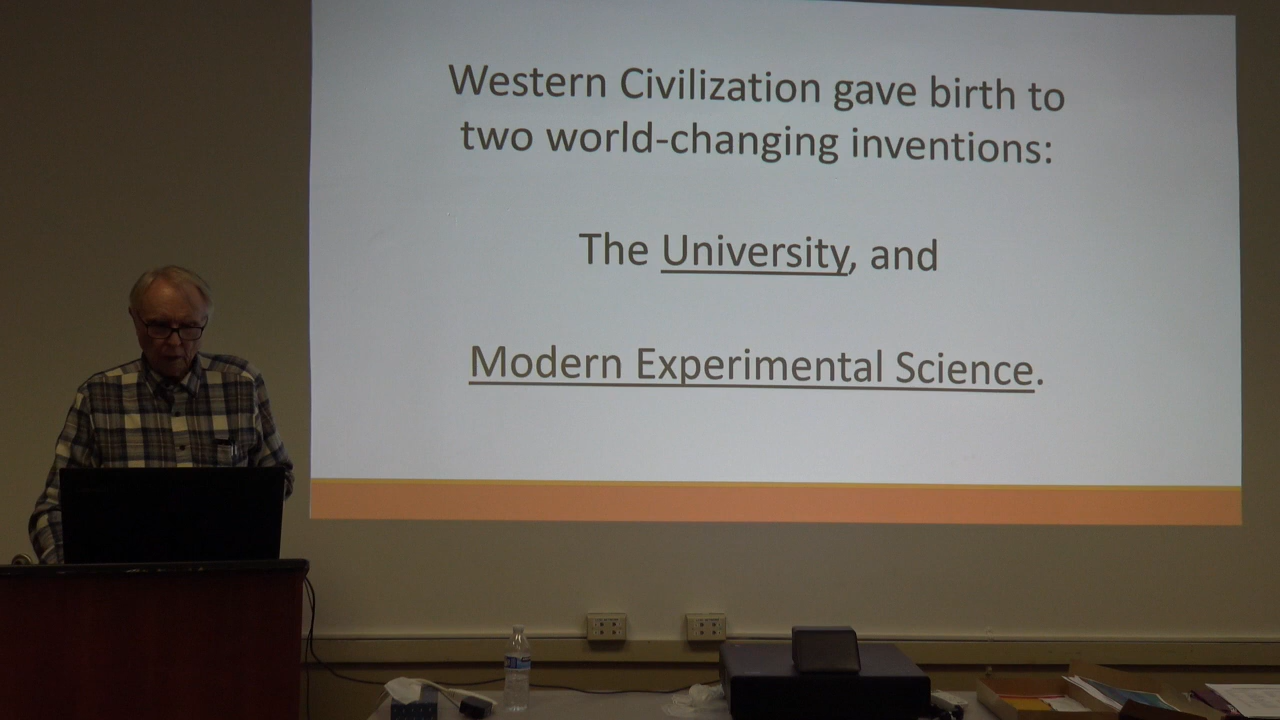 Western Civilization gave birth to
two world-changing inventions:
The University, and
Modern Experimental Science.